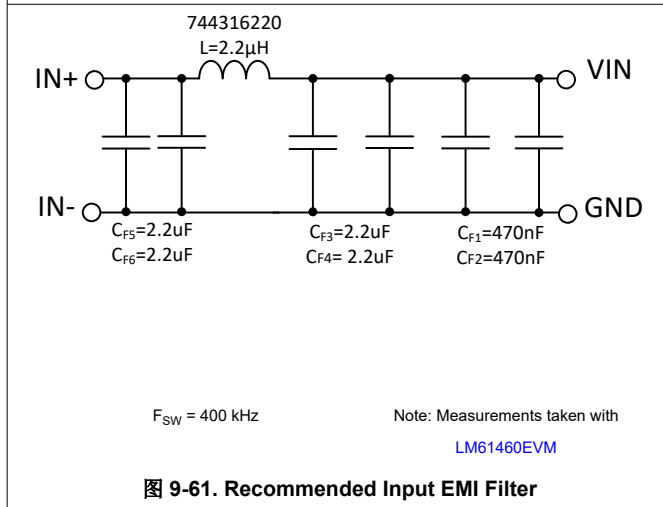 744316220
L=2.2µH
IN+
VIN
IN-
GND
CF5=2.2uF
CF6=2.2uF
CF3=2.2uF
CF4= 2.2uF
CF1=470nF
CF2=470nF
FSW = 400 kHz
Note: Measurements taken with
LM61460EVM
图 9-61. Recommended Input EMI Filter